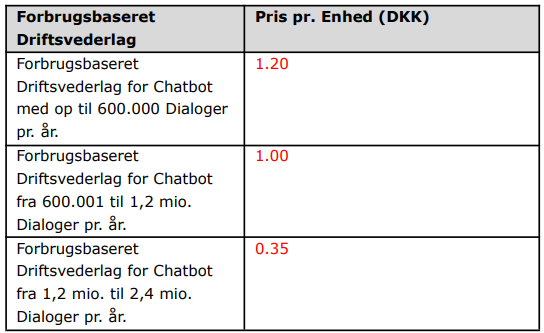 Forbrugsbaseret
Driftsvederlag
Pris pr. Enhed (DKK)
Forbrugsbaseret
Driftsvederlag for Chatbot
med op til 600.000 Dialoger
pr. år.
1.20
Forbrugsbaseret
Driftsvederlag for Chatbot
fra 600.001 til 1,2 mio.
Dialoger pr. år.
1.00
Forbrugsbaseret
Driftsvederlag for Chatbot
fra 1,2 mio. til 2,4 mio.
Dialoger pr. år.
0.35